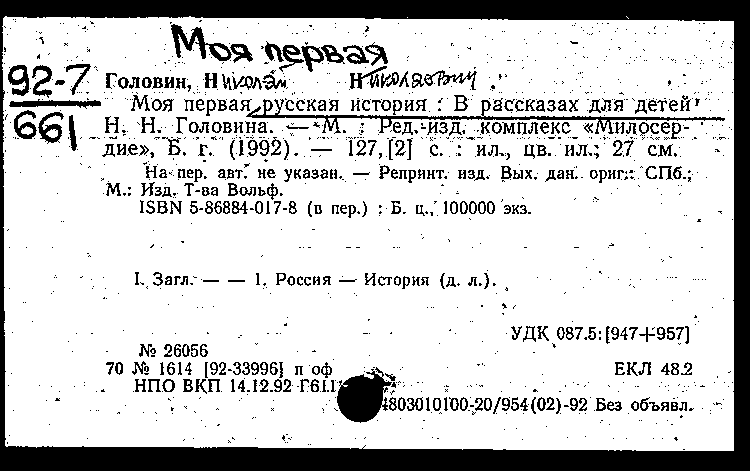 Моя первая
92-7
661
Головин, Николай Николаевич.
Моя первая русская история : В рассказах для детей
Н. Н. Головина. — М. : Ред.-изд. комплекс «Милосер-
дие», Б. г. (1992). — 127, [2] с. : ил., цв. ил.; 27 см.
На пер. авт. не указан. — Репринт. изд. Вых. дан. ориг.: СПб.;
М.: Изд. Т-ва Вольф.
ISBN 5-86884-017-8 (в пер.) : Б. ц., 100000 экз.
I. Загл. — — 1. Россия — История (д. л.).
УДК 087.5:[947+957]
№ 26056
70 № 1614 [92-33996] п оф ЕКЛ 48.2
НПО ВКП 14.12.92
4803010100-20/954(02)-92 Без объявл.